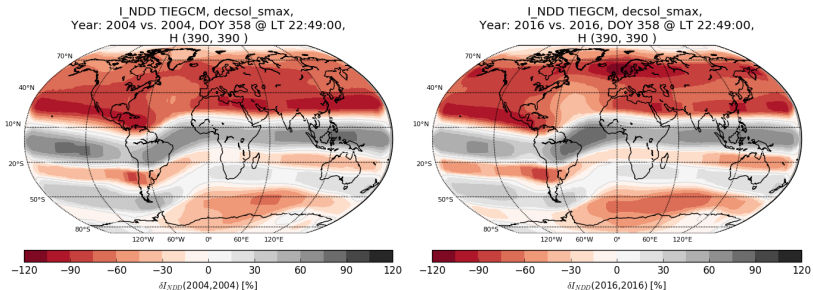 I_NDD TIEGCM, decsol_smax,
Year: 2004 vs. 2004, DOY 358 @ LT 22:49:00,
H (390, 390 )
70°N
40°N
10°N
20°S
50°S
80°S
120°W 60°W 0° 60°E 120°E
−120 −90 −60 −30 0 30 60 90 120
δI_NDD(2004,2004) [%]
I_NDD TIEGCM, decsol_smax,
Year: 2016 vs. 2016, DOY 358 @ LT 22:49:00,
H (390, 390 )
70°N
40°N
10°N
20°S
50°S
80°S
120°W 60°W 0° 60°E 120°E
−120 −90 −60 −30 0 30 60 90 120
δI_NDD(2016,2016) [%]